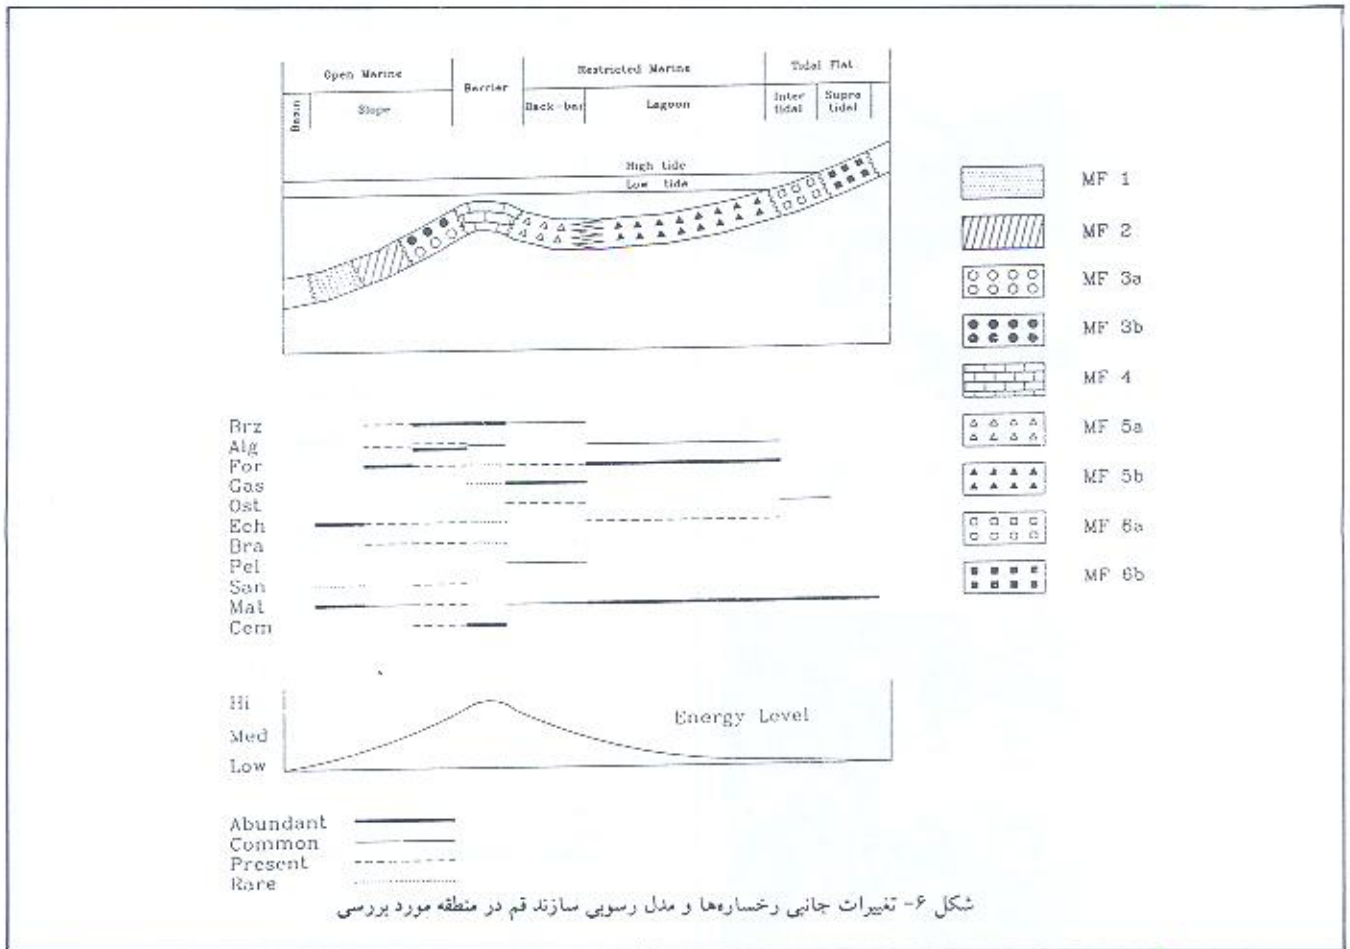 Open Marine
Barrier
Restricted Marine
Tidal Flat
Basin
Slope
Back-bar
Lagoon
Inter tidal
Supra tidal
High tide
Low tide
MF 1
MF 2
MF 3a
MF 3b
MF 4
MF 5a
MF 5b
MF 6a
MF 6b
Brz
Alg
For
Gas
Ost
Ech
Bra
Pel
San
Mat
Cem
Hi
Med
Low
Energy Level
Abundant
Common
Present
Rare
شکل ۶- تغییرات جانبی رخساره‌ها و مدل رسوبی سازند قم در منطقه مورد بررسی